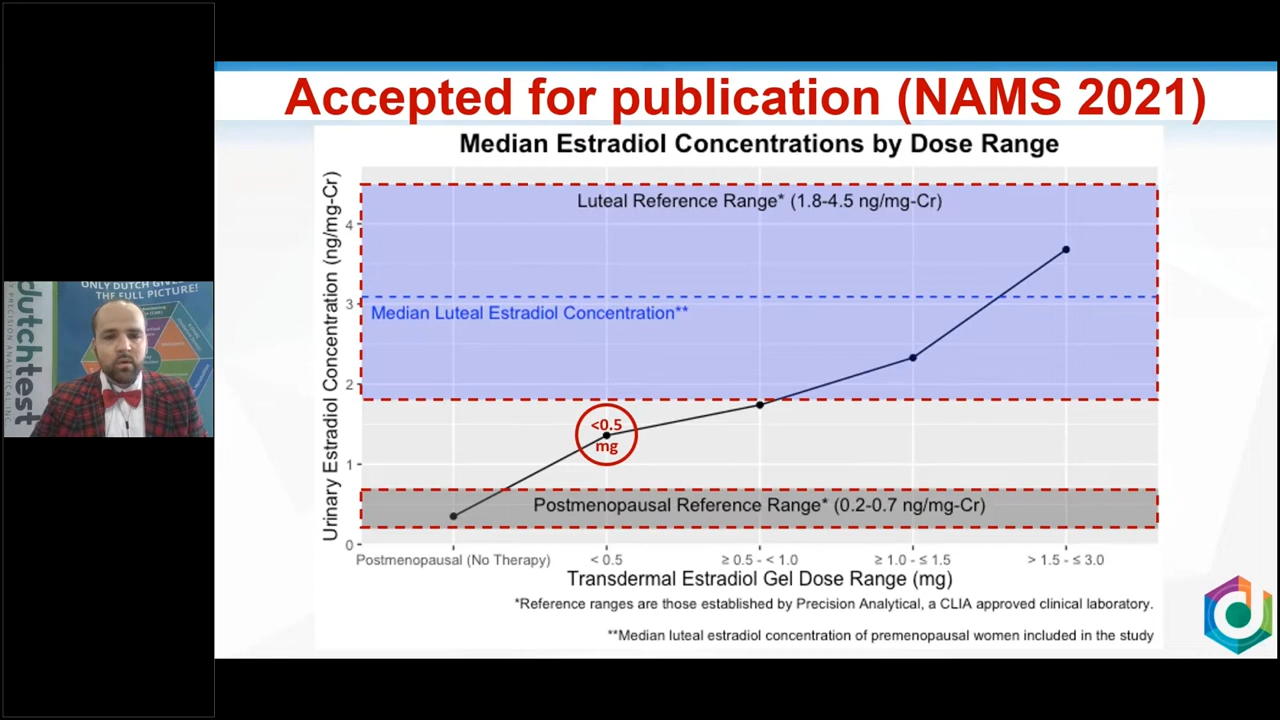 Accepted for publication (NAMS 2021)
Median Estradiol Concentrations by Dose Range
Urinary Estradiol Concentration (ng/mg-Cr)
Luteal Reference Range* (1.8-4.5 ng/mg-Cr)
4
3
Median Luteal Estradiol Concentration**
2
<0.5
mg
1
Postmenopausal Reference Range* (0.2-0.7 ng/mg-Cr)
0
Postmenopausal (No Therapy) < 0.5 ≥ 0.5 - < 1.0 ≥ 1.0 - ≤ 1.5 > 1.5 - ≤ 3.0
Transdermal Estradiol Gel Dose Range (mg)
*Reference ranges are those established by Precision Analytical, a CLIA approved clinical laboratory.
**Median luteal estradiol concentration of premenopausal women included in the study
dutchtest
PRECISION ANALYTICAL INC.
ONLY DUTCH
THE FULL PICTURE!